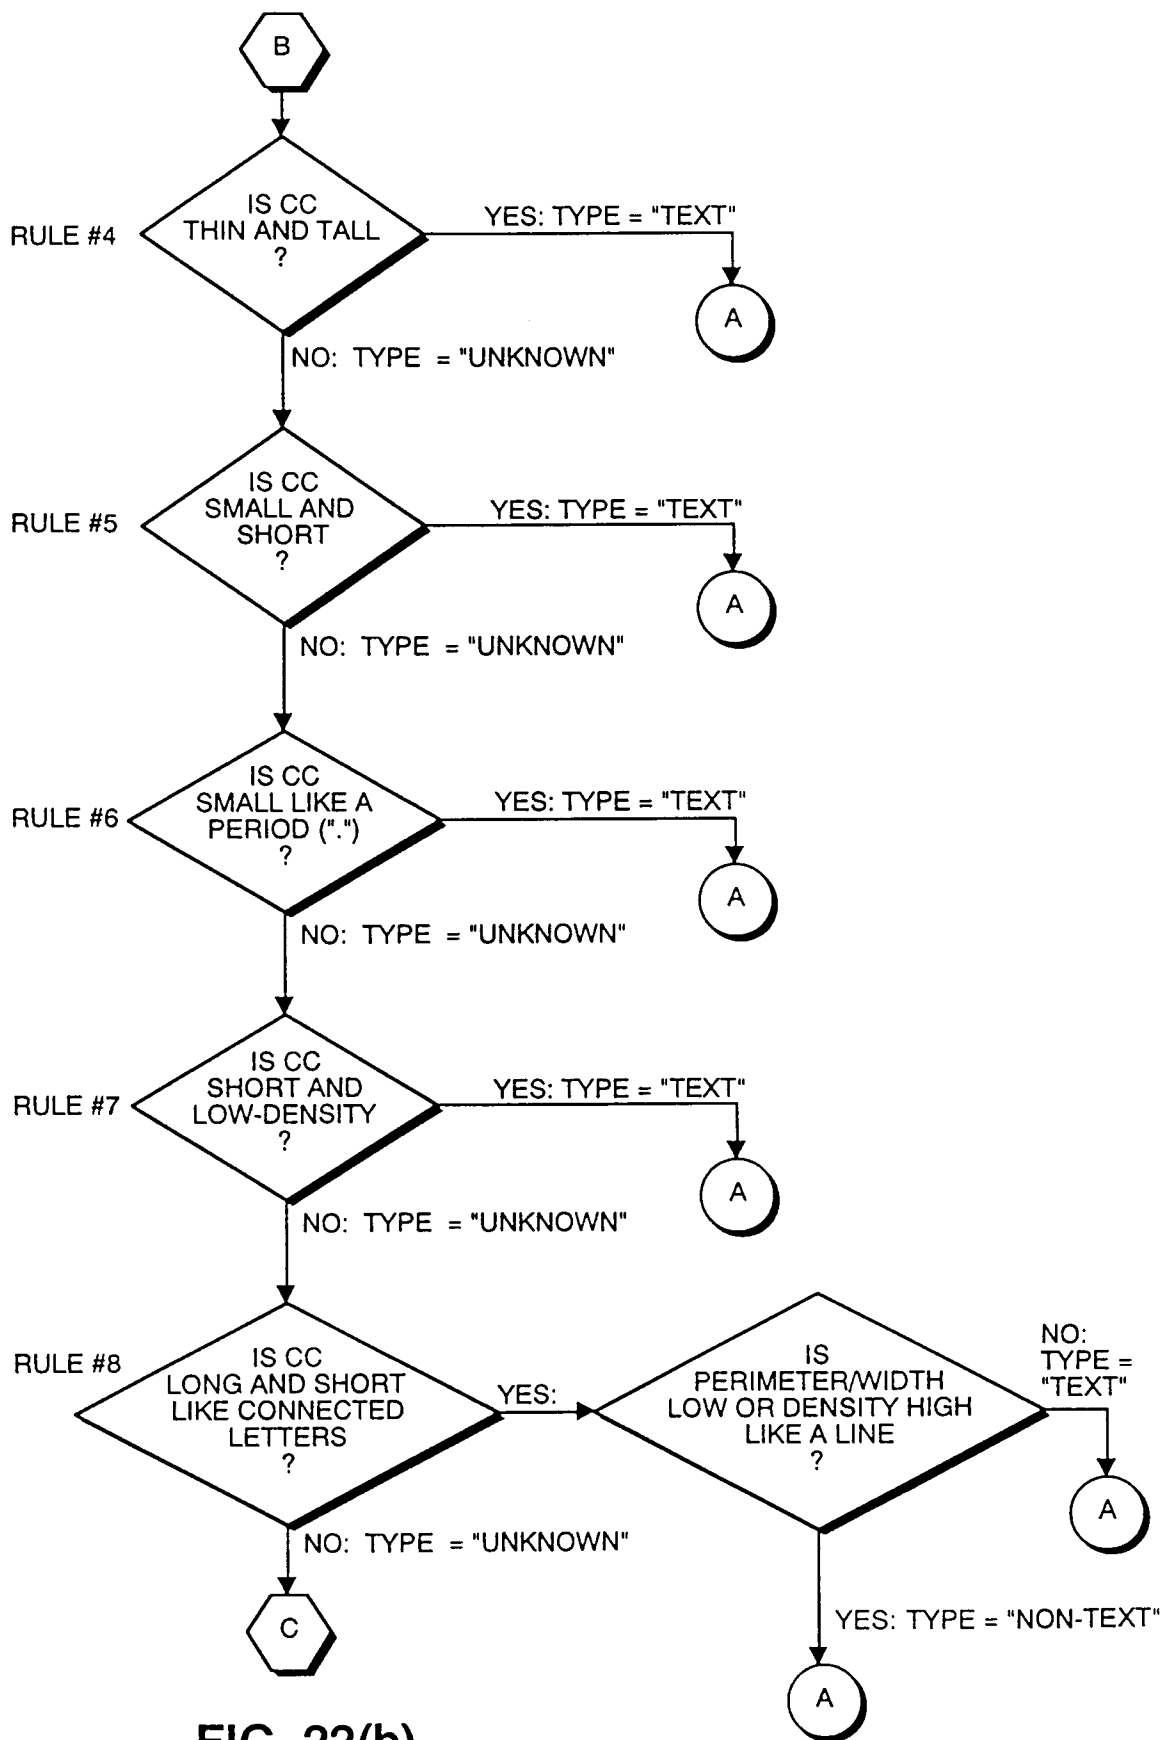 B
IS CC
THIN AND TALL
?
RULE #4
YES: TYPE = "TEXT"
A
NO: TYPE = "UNKNOWN"
IS CC
SMALL AND
SHORT
?
RULE #5
YES: TYPE = "TEXT"
A
NO: TYPE = "UNKNOWN"
IS CC
SMALL LIKE A
PERIOD (".")
?
RULE #6
YES: TYPE = "TEXT"
A
NO: TYPE = "UNKNOWN"
IS CC
SHORT AND
LOW-DENSITY
?
RULE #7
YES: TYPE = "TEXT"
A
NO: TYPE = "UNKNOWN"
RULE #8
IS CC
LONG AND SHORT
LIKE CONNECTED
LETTERS
?
YES:
IS
PERIMETER/WIDTH
LOW OR DENSITY HIGH
LIKE A LINE
?
NO:
TYPE =
"TEXT"
A
NO: TYPE = "UNKNOWN"
C
YES: TYPE = "NON-TEXT"
A
FIG. 22(b)